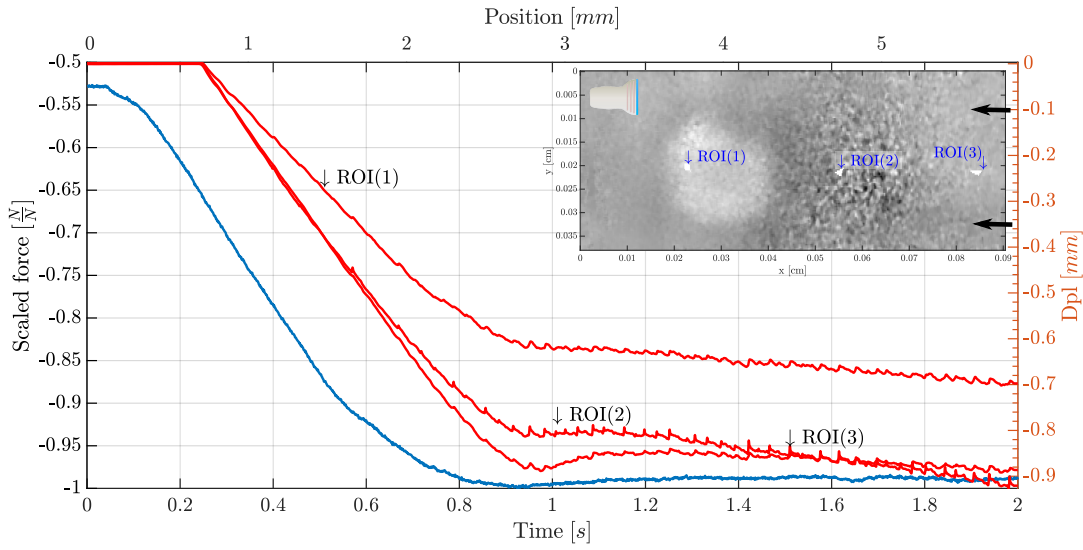 Position [mm]
0 1 2 3 4 5
-0.5
-0.55
-0.6
-0.65
-0.7
-0.75
-0.8
-0.85
-0.9
-0.95
-1
Scaled force [N/N]
0
-0.1
-0.2
-0.3
-0.4
-0.5
-0.6
-0.7
-0.8
-0.9
Dpl [mm]
↓ ROI(1)
↓ ROI(2)
↓ ROI(3)
0
0.005
0.01
0.015
0.02
0.025
0.03
0.035
y [cm]
↓ ROI(1)
↓ ROI(2)
ROI(3)
↓
0 0.01 0.02 0.03 0.04 0.05 0.06 0.07 0.08 0.09
x [cm]
0 0.2 0.4 0.6 0.8 1 1.2 1.4 1.6 1.8 2
Time [s]